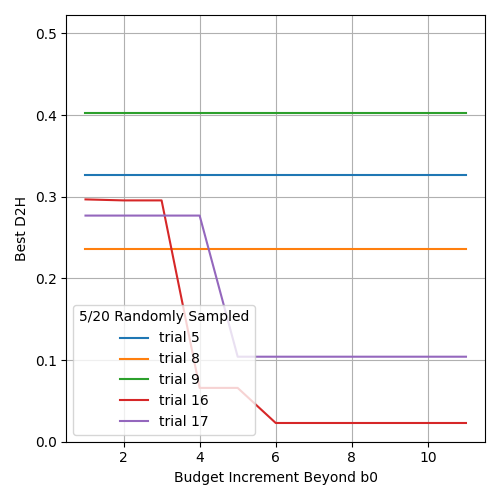 0.5
0.4
0.3
0.2
0.1
0.0
Best D2H
5/20 Randomly Sampled
trial 5
trial 8
trial 9
trial 16
trial 17
2
4
6
8
10
Budget Increment Beyond b0